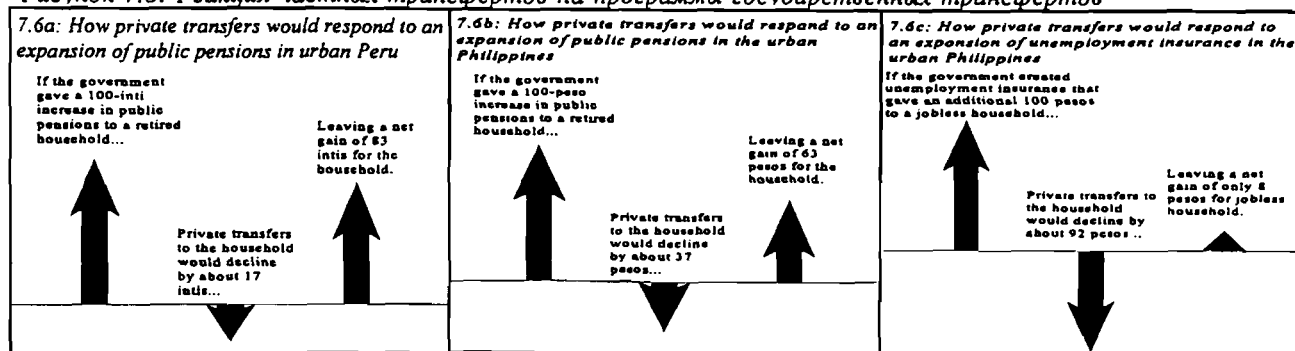 Рисунок Реакция частных трансфертов на программы государственных трансфертов
7.6a: How private transfers would respond to an
expansion of public pensions in urban Peru
If the government
gave a 100-inti
increase in public
pensions to a retired
household...
Leaving a net
gain of 83
intis for the
household.
Private transfers
to the household
would decline
by about 17
intis...
7.6b: How private transfers would respond to an
expansion of public pensions in the urban
Philippines
If the government
gave a 100-peso
increase in public
pensions to a retired
household...
Leaving a net
gain of 63
pesos for the
household.
Private transfers
to the household
would decline
by about 37
pesos...
7.6c: How private transfers would respond to
an expansion of unemployment insurance in the
urban Philippines
If the government created
unemployment insurance that
gave an additional 100 pesos
to a jobless household...
Private transfers to
the household
would decline by
about 92 pesos ..
Leaving a net
gain of only 8
pesos for jobless
household.